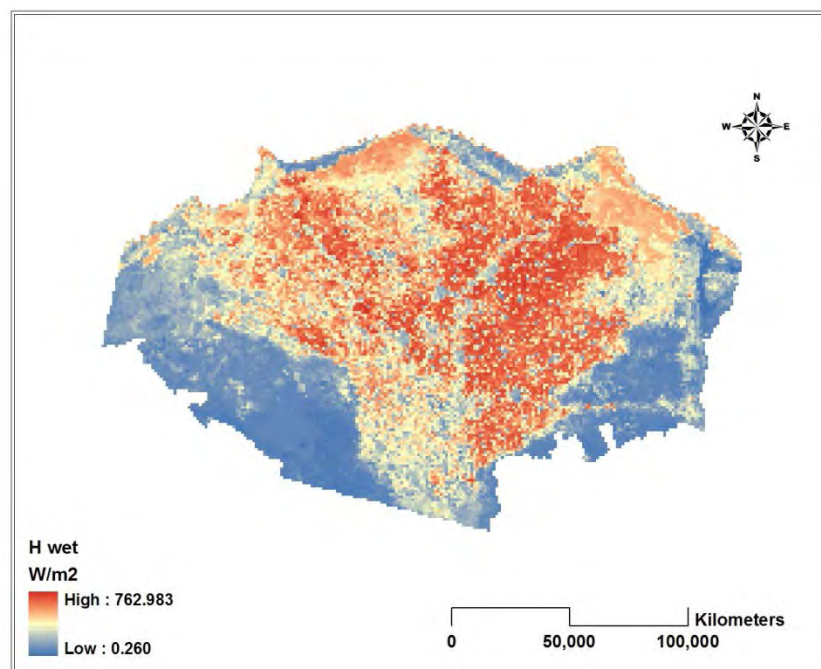 N
W E
S
H wet
W/m2
High : 762.983
Low : 0.260
Kilometers
0 50,000 100,000